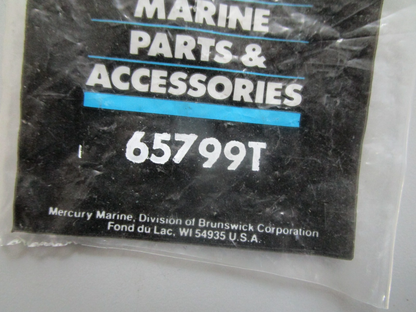 MARINE
PARTS &
ACCESSORIES
65799T
Mercury Marine, Division of Brunswick Corporation
Fond du Lac, WI 54935 U.S.A.